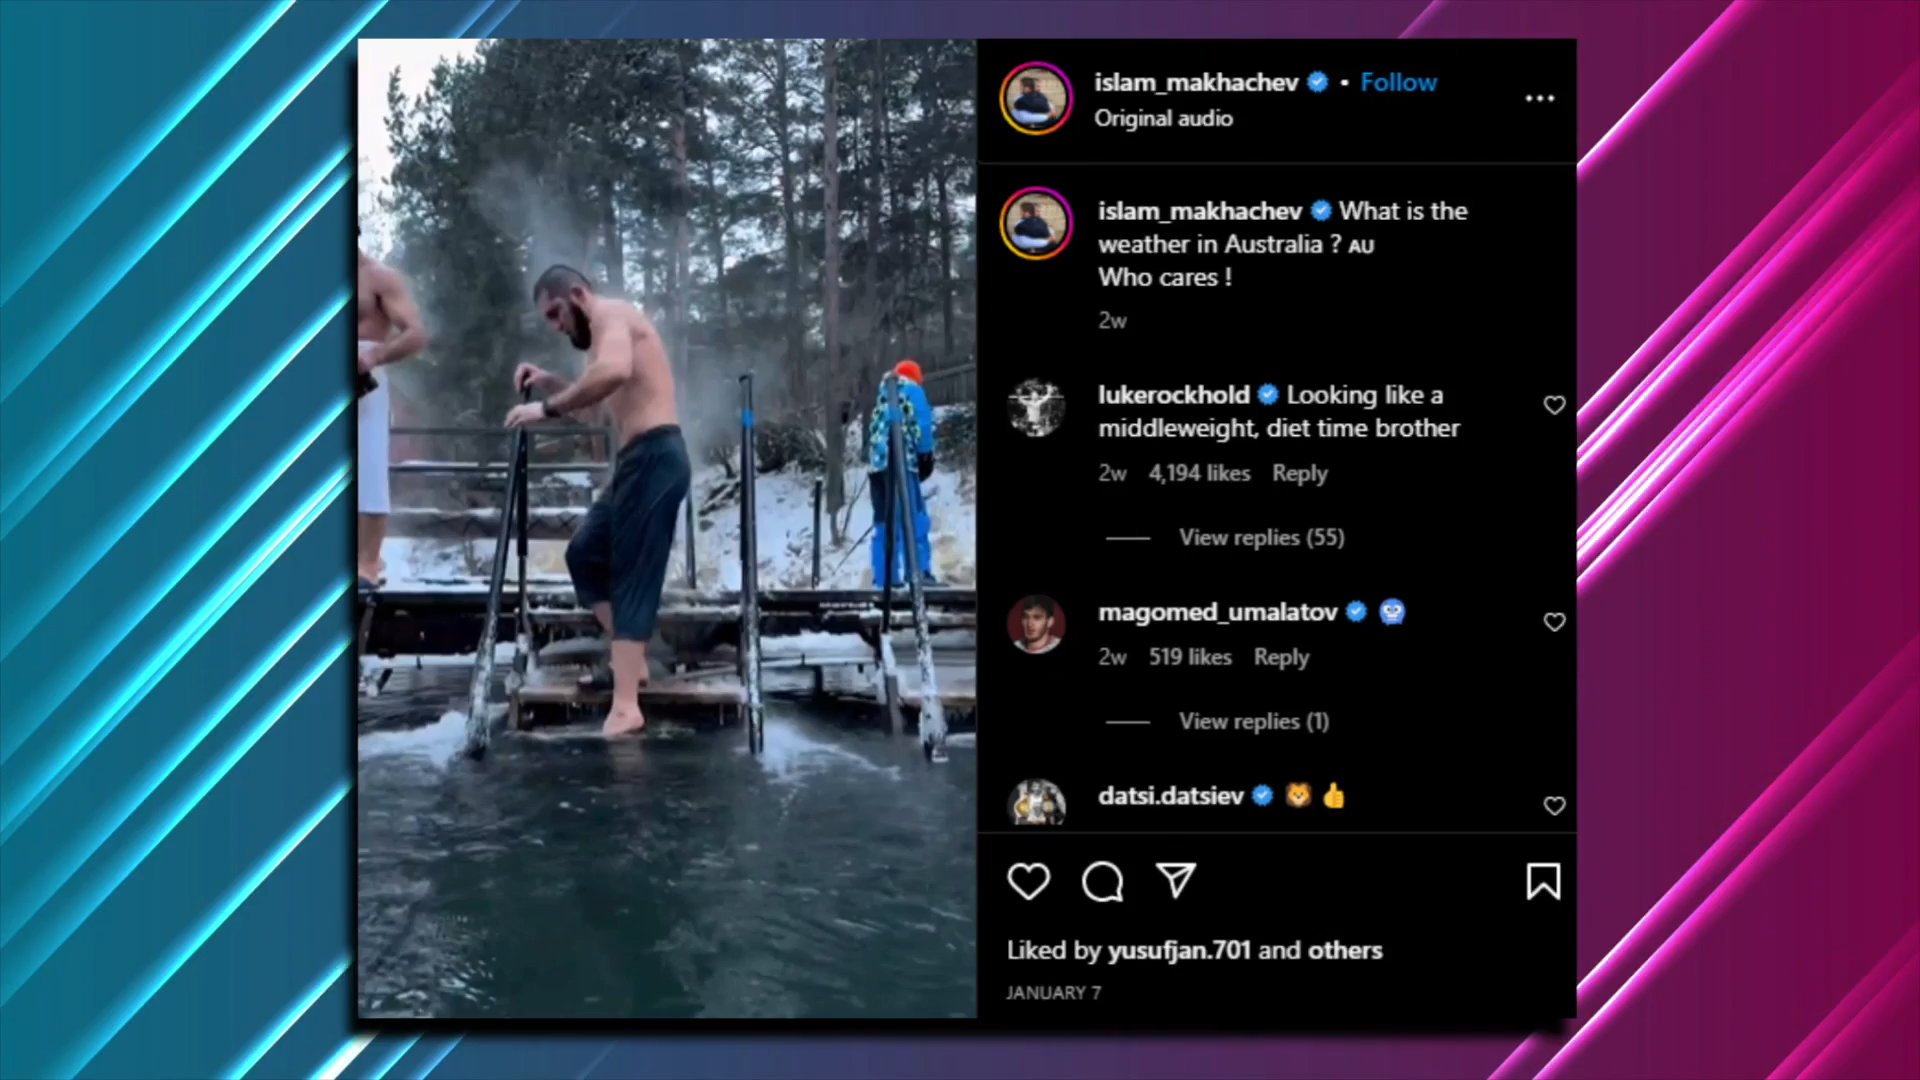 islam_makhachev • Follow
Original audio
islam_makhachev What is the
weather in Australia ? AU
Who cares !
2w
lukerockhold Looking like a
middleweight, diet time brother
2w 4,194 likes Reply
View replies (55)
magomed_umalatov 🥶
2w 519 likes Reply
View replies (1)
datsi.datsiev 🦁👍
Liked by yusufjan.701 and others
JANUARY 7